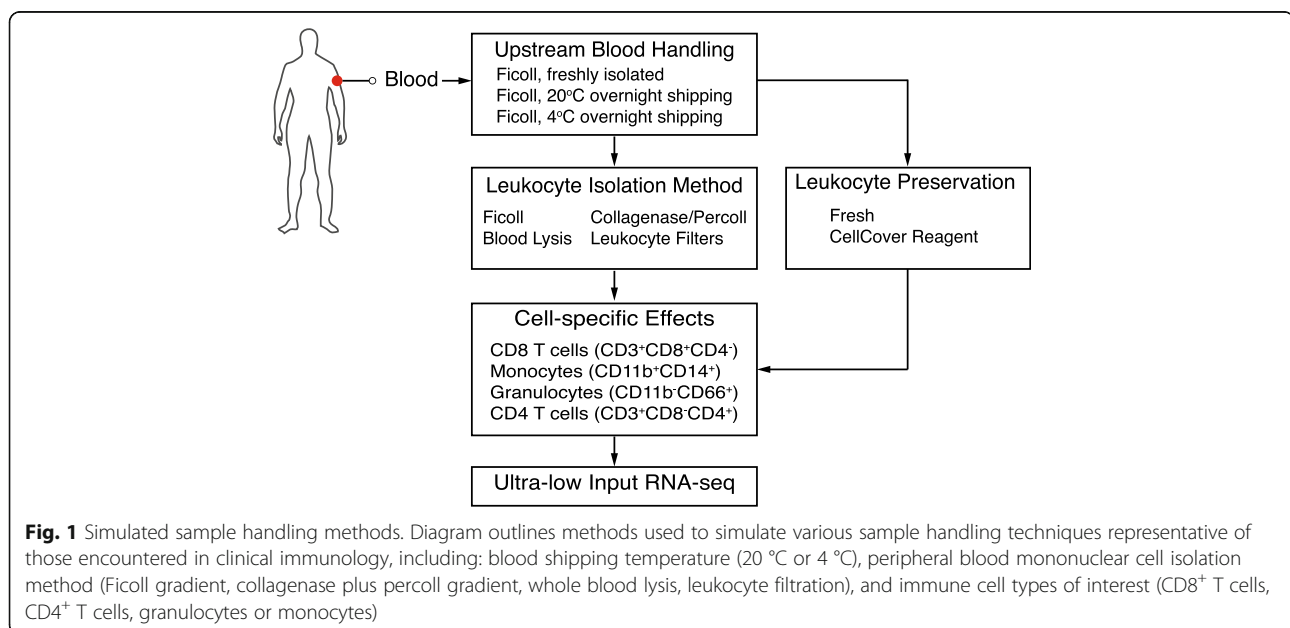 Blood
Upstream Blood Handling
Ficoll, freshly isolated
Ficoll, 20°C overnight shipping
Ficoll, 4°C overnight shipping
Leukocyte Isolation Method
Ficoll Collagenase/Percoll
Blood Lysis Leukocyte Filters
Leukocyte Preservation
Fresh
CellCover Reagent
Cell-specific Effects
CD8 T cells (CD3⁺CD8⁺CD4⁻)
Monocytes (CD11b⁺CD14⁺)
Granulocytes (CD11b⁻CD66⁺)
CD4 T cells (CD3⁺CD8⁻CD4⁺)
Ultra-low Input RNA-seq
Fig. 1 Simulated sample handling methods. Diagram outlines methods used to simulate various sample handling techniques representative of
those encountered in clinical immunology, including: blood shipping temperature (20 °C or 4 °C), peripheral blood mononuclear cell isolation
method (Ficoll gradient, collagenase plus percoll gradient, whole blood lysis, leukocyte filtration), and immune cell types of interest (CD8⁺ T cells,
CD4⁺ T cells, granulocytes or monocytes)